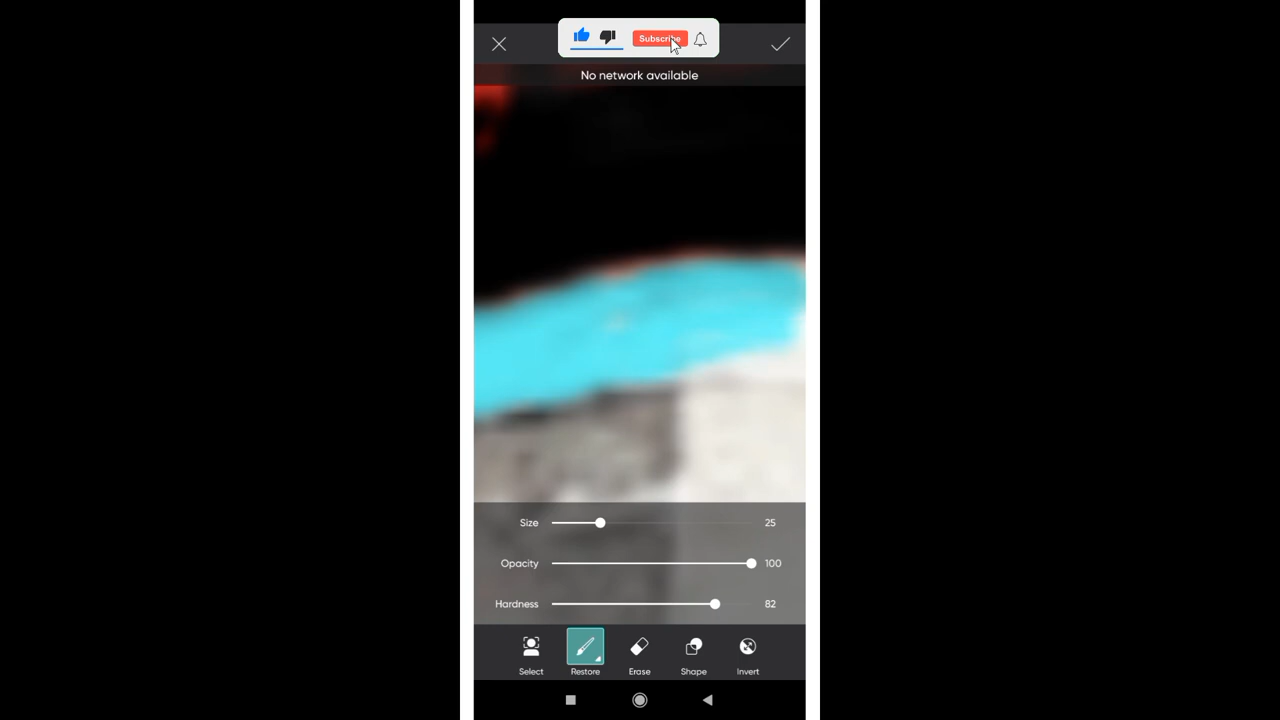 Subscribe
No network available
Size 25
Opacity 100
Hardness 82
Select Restore Erase Shape Invert